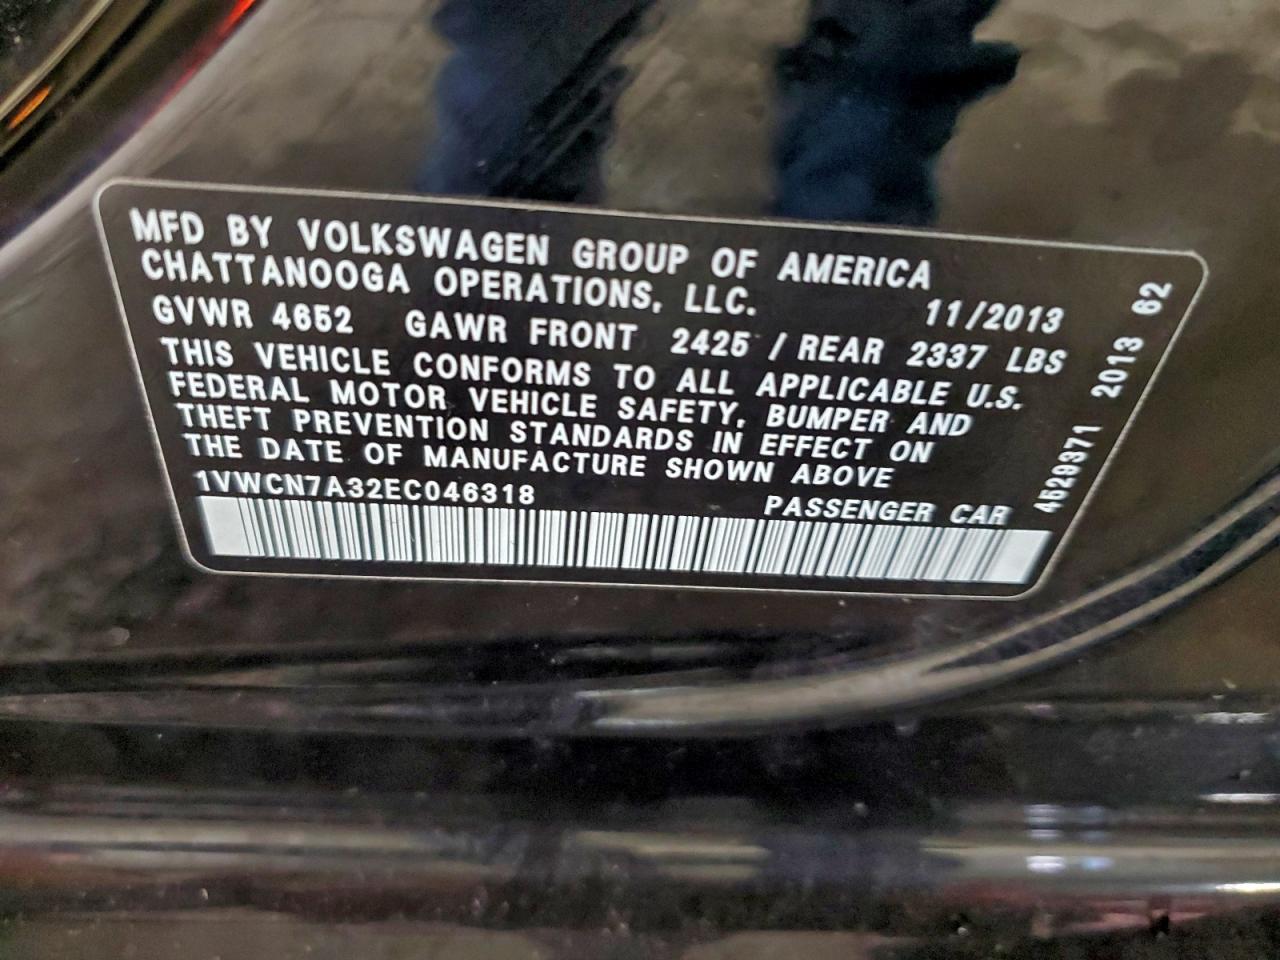 MFD BY VOLKSWAGEN GROUP OF AMERICA
CHATTANOOGA OPERATIONS, LLC. 11/2013
GVWR 4652 GAWR FRONT 2425 / REAR 2337 LBS
THIS VEHICLE CONFORMS TO ALL APPLICABLE U.S.
FEDERAL MOTOR VEHICLE SAFETY, BUMPER AND
THEFT PREVENTION STANDARDS IN EFFECT ON
THE DATE OF MANUFACTURE SHOWN ABOVE
1VWCN7A32EC046318 PASSENGER CAR
4529371 2013 62